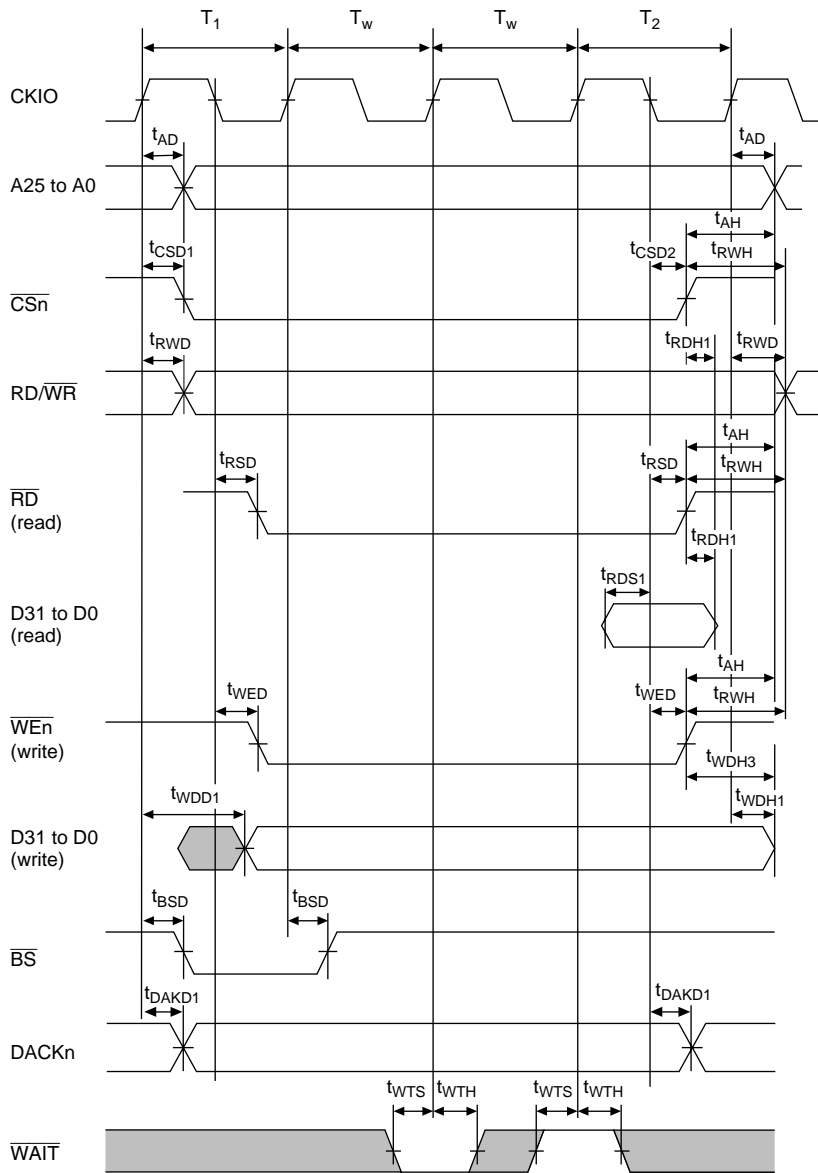 T1 Tw Tw T2
CKIO
tAD tAD
A25 to A0
tAH
tCSD1 tCSD2 tRWH
CSn
tRWD tRDH1 tRWD
RD/WR
tAH
tRSD tRSD tRWH
RD
(read)
tRDH1
tRDS1
D31 to D0
(read)
tAH
tWED tWED tRWH
WEn
(write)
tWDH3
tWDD1 tWDH1
D31 to D0
(write)
tBSD tBSD
BS
tDAKD1 tDAKD1
DACKn
tWTS tWTH tWTS tWTH
WAIT